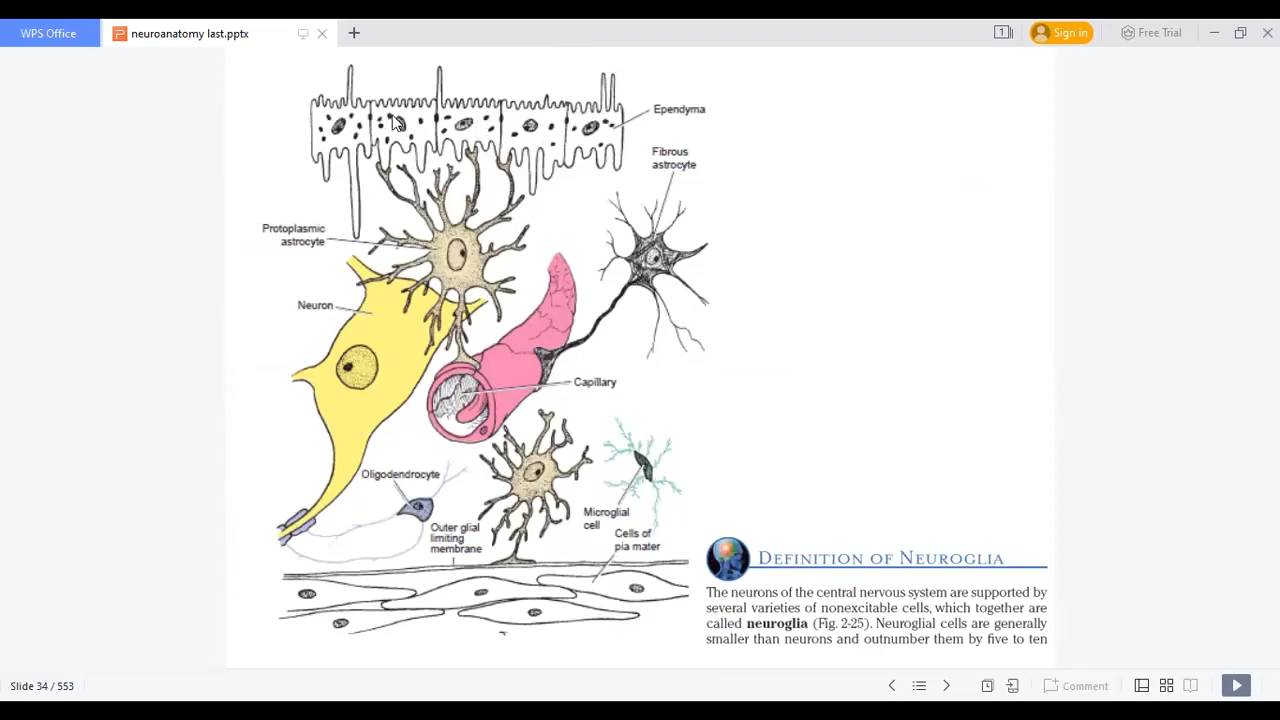 WPS Office
neuroanatomy last.pptx
1
Sign in
Free Trial
Ependyma
Fibrous
astrocyte
Protoplasmic
astrocyte
Neuron
Capillary
Oligodendrocyte
Outer glial
limiting
membrane
Microglial
cell
Cells of
pia mater
DEFINITION OF NEUROGLIA
The neurons of the central nervous system are supported by
several varieties of nonexcitable cells, which together are
called neuroglia (Fig. 2-25). Neuroglial cells are generally
smaller than neurons and outnumber them by five to ten
Slide 34 / 553
Comment